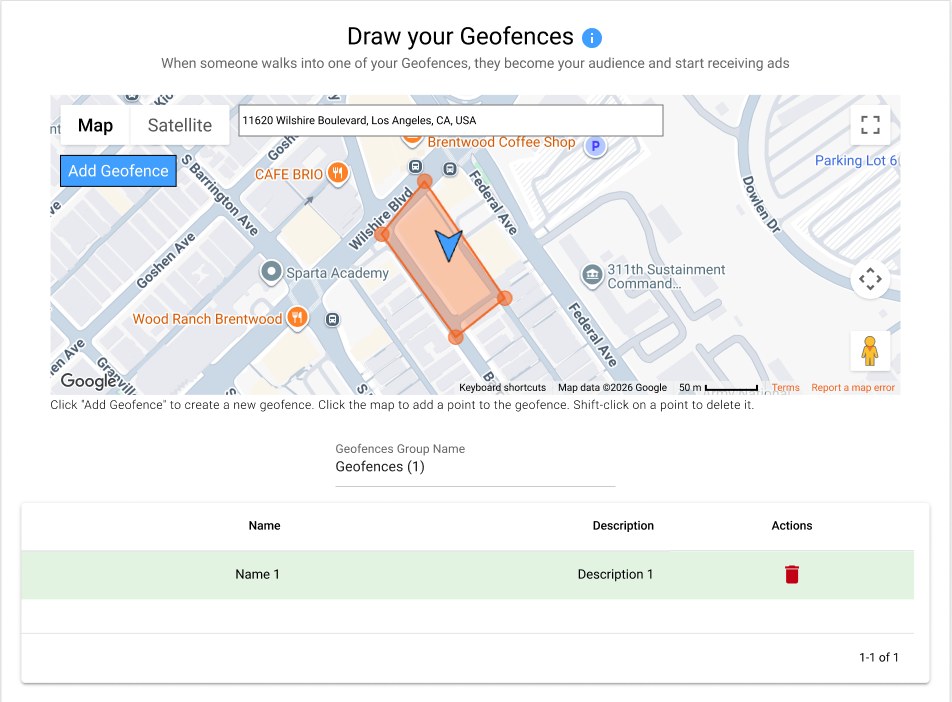 Draw your Geofences
When someone walks into one of your Geofences, they become your audience and start receiving ads
Map
Satellite
11620 Wilshire Boulevard, Los Angeles, CA, USA
Add Geofence
Brentwood Coffee Shop
P
Parking Lot 6
CAFE BRIO
S Barrington Ave
Wilshire Blvd
Federal Ave
Dowlen Dr
Goshen Ave
Sparta Academy
311th Sustainment
Command...
Wood Ranch Brentwood
Federal Ave
Google
Keyboard shortcuts
Map data ©2026 Google
50 m
Terms
Report a map error
Click "Add Geofence" to create a new geofence. Click the map to add a point to the geofence. Shift-click on a point to delete it.
Geofences Group Name
Geofences (1)
Name
Description
Actions
Name 1
Description 1
1-1 of 1